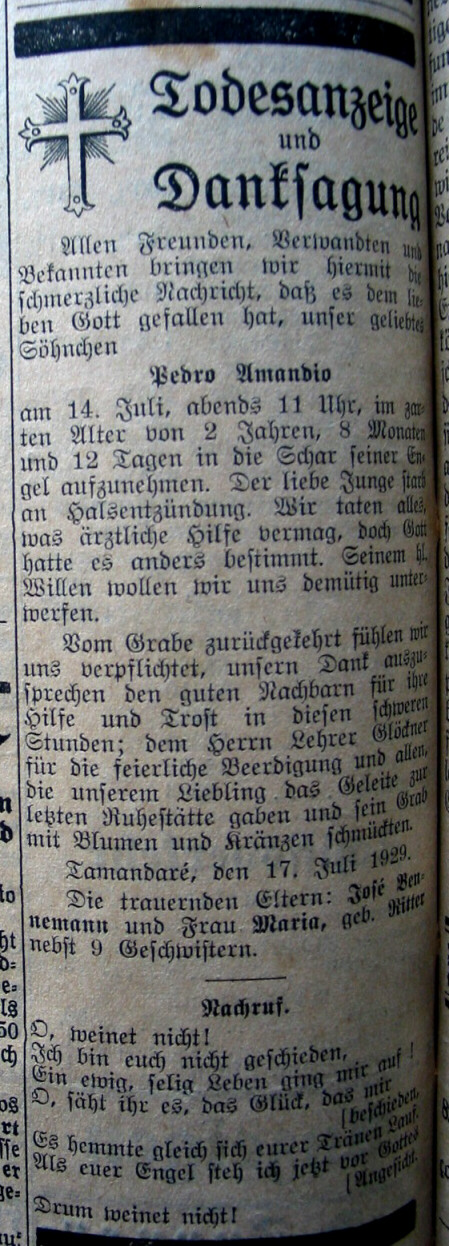 Todesanzeige
und
Danksagung
Allen Freunden, Verwandten und
Bekannten bringen wir hiermit die
schmerzliche Nachricht, daß es dem lie-
ben Gott gefallen hat, unser geliebtes
Söhnchen
Pedro Amandio
am 14. Juli, abends 11 Uhr, im zar-
ten Alter von 2 Jahren, 8 Monaten
und 12 Tagen in die Schar seiner En-
gel aufzunehmen. Der liebe Junge starb
an Halsentzündung. Wir taten alles,
was ärztliche Hilfe vermag, doch Gott
hatte es anders bestimmt. Seinem hl.
Willen wollen wir uns demütig unter-
werfen.
Vom Grabe zurückgekehrt fühlen wir
uns verpflichtet, unsern Dank auszu-
sprechen den guten Nachbarn für ihre
Hilfe und Trost in diesen schweren
Stunden; dem Herrn Lehrer Glöckner
für die feierliche Beerdigung und allen,
die unserem Liebling das Geleite zur
letzten Ruhestätte gaben und sein Grab
mit Blumen und Kränzen schmückten.
Tamandaré, den 17. Juli 1929.
Die trauernden Eltern: José Ben-
nemann und Frau Maria, geb. Ritter
nebst 9 Geschwistern.
Nachruf.
O, weinet nicht!
Ich bin euch nicht geschieden,
Ein ewig, selig Leben ging mir auf!
O, säht ihr es, das Glück, das mir
[beschieden,
Es hemmte gleich sich eurer Tränen Lauf.
Als euer Engel steh ich jetzt vor Gottes
[Angesicht.
Drum weinet nicht!